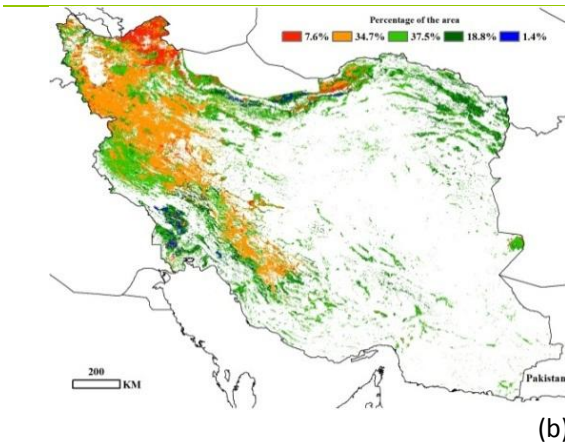 Percentage of the area
7.6% 34.7% 37.5% 18.8% 1.4%
200
KM
Pakistan
(b)